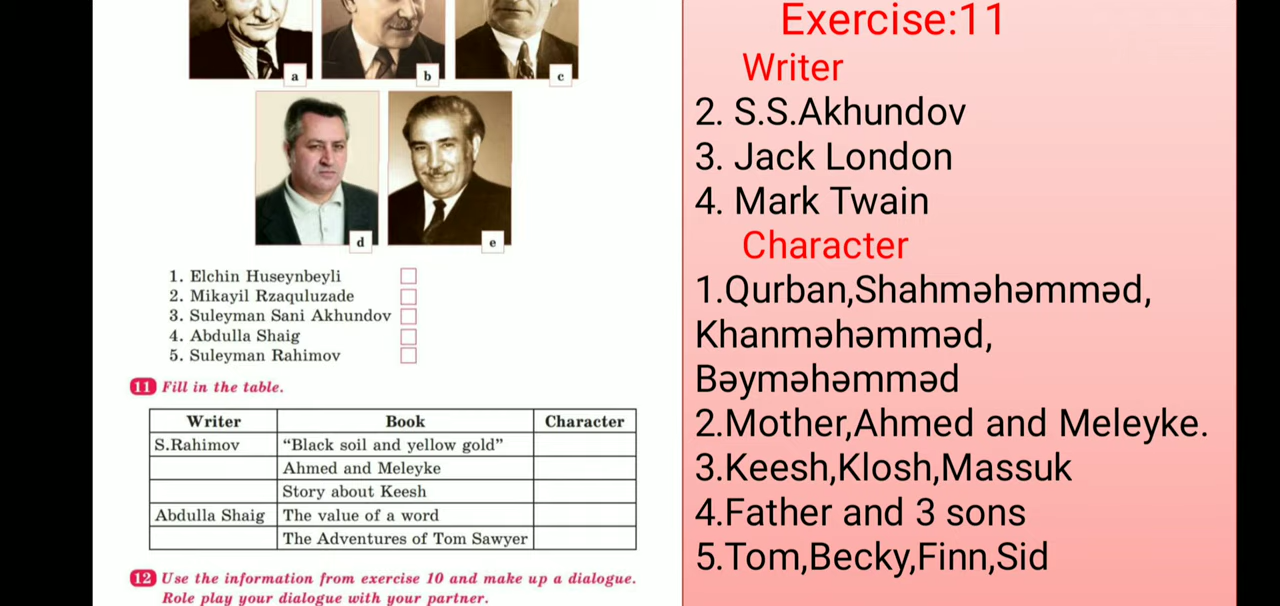 a
b
c
d
e
1. Elchin Huseynbeyli
2. Mikayil Rzaquluzade
3. Suleyman Sani Akhundov
4. Abdulla Shaig
5. Suleyman Rahimov
11 Fill in the table.
Writer Book Character
S.Rahimov “Black soil and yellow gold”
Ahmed and Meleyke
Story about Keesh
Abdulla Shaig The value of a word
The Adventures of Tom Sawyer
12 Use the information from exercise 10 and make up a dialogue.
Role play your dialogue with your partner.
Exercise:11
Writer
2. S.S.Akhundov
3. Jack London
4. Mark Twain
Character
1.Qurban,Shahməhəmməd,
Khanməhəmməd,
Bəyməhəmməd
2.Mother,Ahmed and Meleyke.
3.Keesh,Klosh,Massuk
4.Father and 3 sons
5.Tom,Becky,Finn,Sid